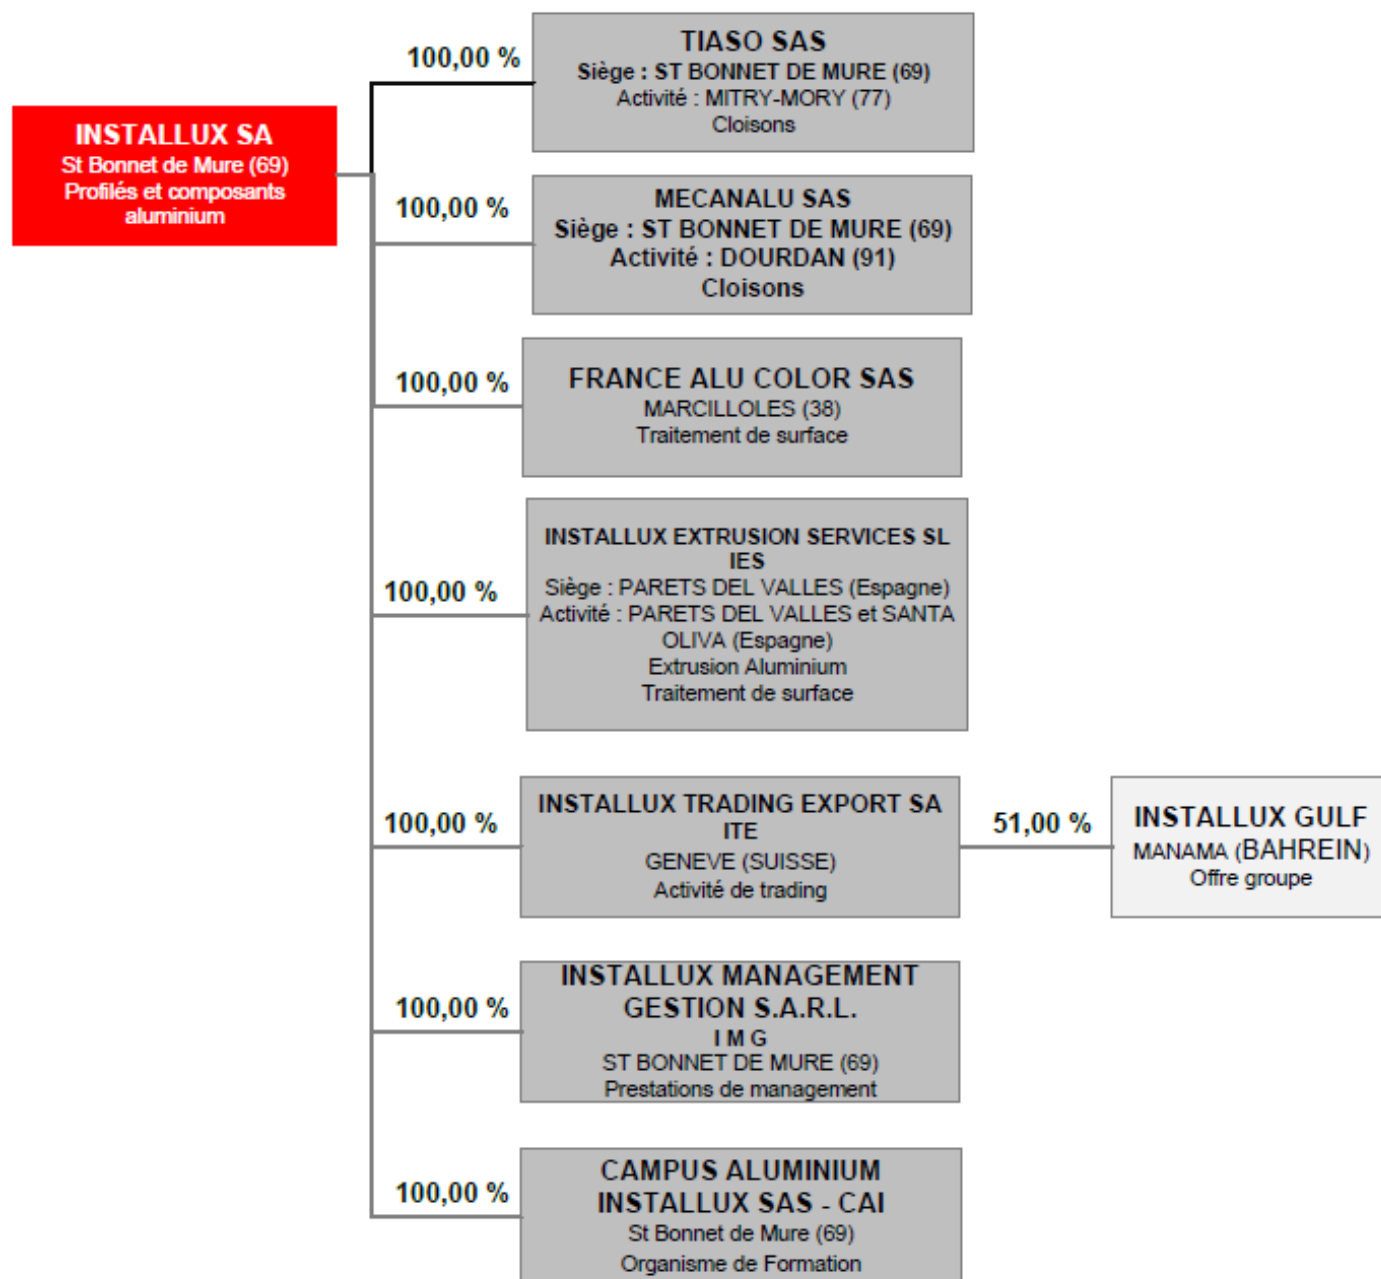 INSTALLUX SA
St Bonnet de Mure (69)
Profilés et composants
aluminium
100,00 %
TIASO SAS
Siège : ST BONNET DE MURE (69)
Activité : MITRY-MORY (77)
Cloisons
100,00 %
MECANALU SAS
Siège : ST BONNET DE MURE (69)
Activité : DOURDAN (91)
Cloisons
100,00 %
FRANCE ALU COLOR SAS
MARCILLOLES (38)
Traitement de surface
100,00 %
INSTALLUX EXTRUSION SERVICES SL
IES
Siège : PARETS DEL VALLES (Espagne)
Activité : PARETS DEL VALLES et SANTA
OLIVA (Espagne)
Extrusion Aluminium
Traitement de surface
100,00 %
INSTALLUX TRADING EXPORT SA
ITE
GENEVE (SUISSE)
Activité de trading
51,00 %
INSTALLUX GULF
MANAMA (BAHREIN)
Offre groupe
100,00 %
INSTALLUX MANAGEMENT
GESTION S.A.R.L.
I M G
ST BONNET DE MURE (69)
Prestations de management
100,00 %
CAMPUS ALUMINIUM
INSTALLUX SAS - CAI
St Bonnet de Mure (69)
Organisme de Formation